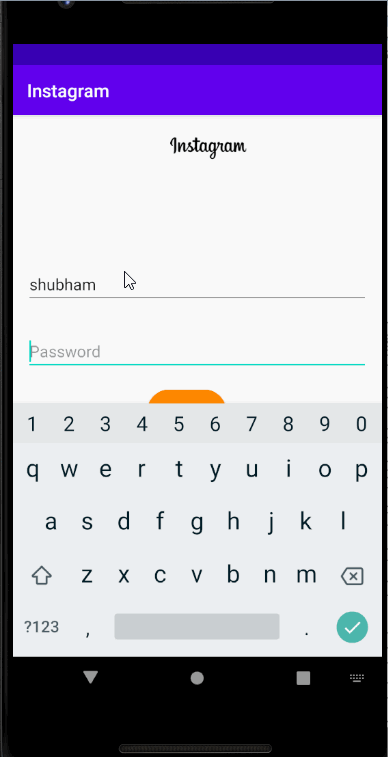 Instagram
Instagram
shubham
Password
1 2 3 4 5 6 7 8 9 0
q w e r t y u i o p
a s d f g h j k l
z x c v b n m
?123 , .